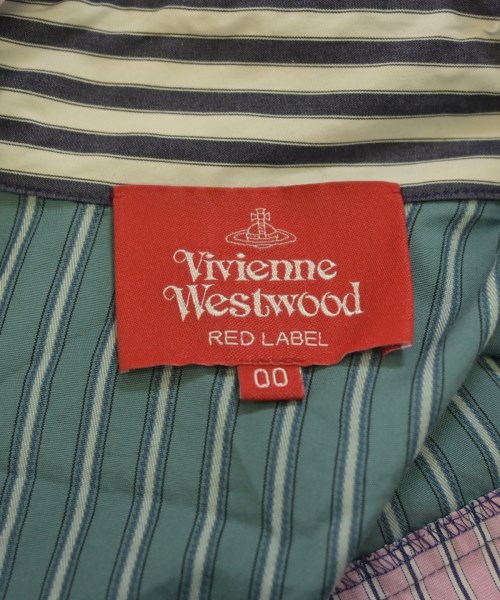 Vivienne
Westwood
RED LABEL
00